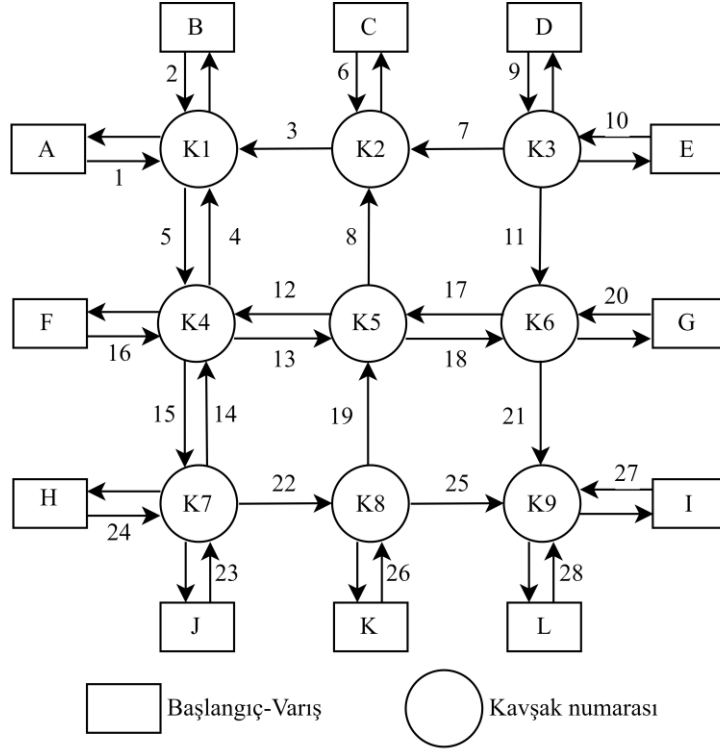 B C D
2 6 9
A K1 3 K2 7 K3 10 E
1
5 4 8 11
F K4 12 K5 17 K6 20 G
16 13 18
15 14 19 21
H K7 22 K8 25 K9 27 I
24
23 26 28
J K L
Başlangıç-Varış Kavşak numarası